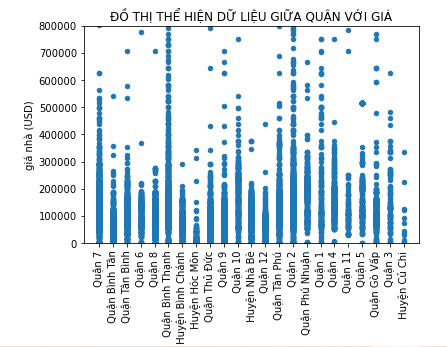 ĐỒ THỊ THỂ HIỆN DỮ LIỆU GIỮA QUẬN VỚI GIÁ
800000
700000
600000
500000
400000
300000
200000
100000
0
giá nhà (USD)
Quận 7
Quận Bình Tân
Quận Tân Bình
Quận 6
Quận 8
Quận Bình Thạnh
Huyện Bình Chánh
Huyện Hóc Môn
Quận Thủ Đức
Quận 9
Quận 10
Huyện Nhà Bè
Quận 12
Quận Tân Phú
Quận 2
Quận Phú Nhuận
Quận 1
Quận 4
Quận 11
Quận 5
Quận Gò Vấp
Quận 3
Huyện Củ Chi